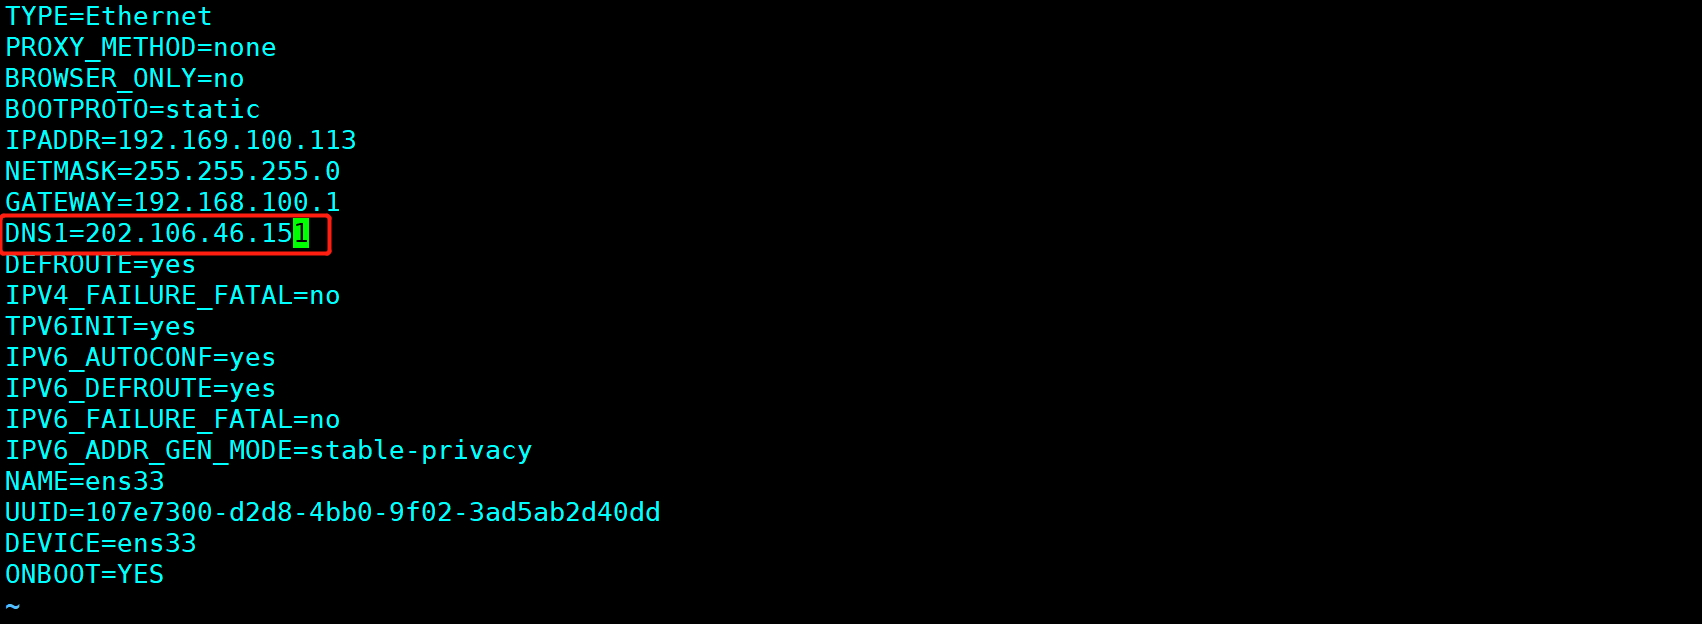 TYPE=Ethernet
PROXY_METHOD=none
BROWSER_ONLY=no
BOOTPROTO=static
IPADDR=192.169.100.113
NETMASK=255.255.255.0
GATEWAY=192.168.100.1
DNS1=202.106.46.151
DEFROUTE=yes
IPV4_FAILURE_FATAL=no
TPV6INIT=yes
IPV6_AUTOCONF=yes
IPV6_DEFROUTE=yes
IPV6_FAILURE_FATAL=no
IPV6_ADDR_GEN_MODE=stable-privacy
NAME=ens33
UUID=107e7300-d2d8-4bb0-9f02-3ad5ab2d40dd
DEVICE=ens33
ONBOOT=YES
~